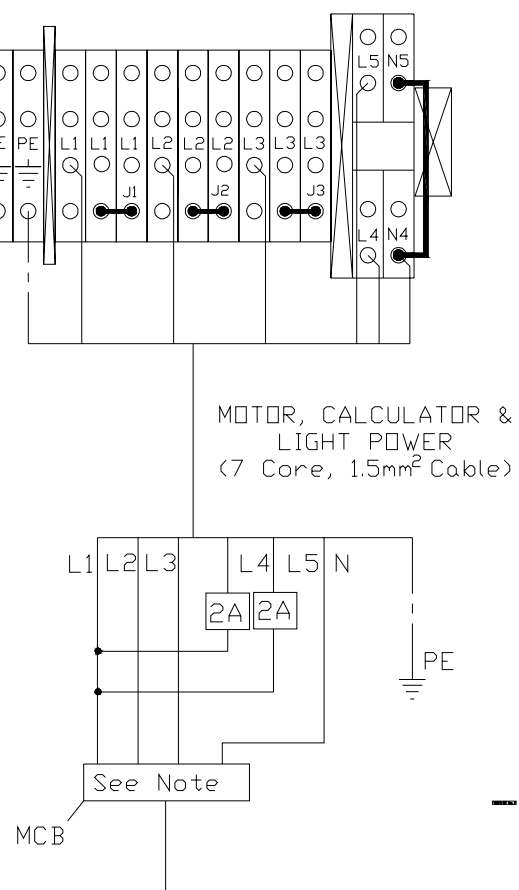 L5 N5
E PE L1 L1 L1 L2 L2 L2 L3 L3 L3
J1 J2 J3
L4 N4
MOTOR, CALCULATOR &
LIGHT POWER
(7 Core, 1.5mm² Cable)
L1 L2 L3 L4 L5 N
2A 2A
PE
See Note
MCB